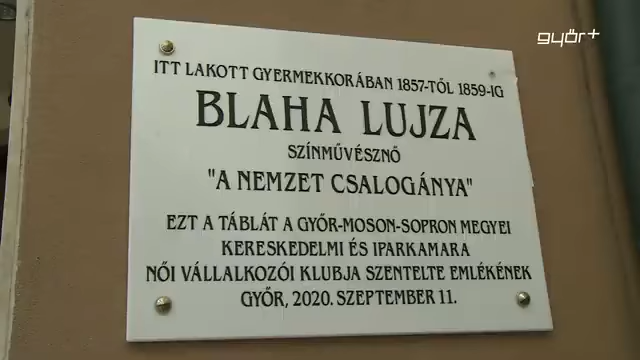 győr+
ITT LAKOTT GYERMEKKORÁBAN 1857-TŐL 1859-IG
BLAHA LUJZA
SZÍNMŰVÉSZNŐ
"A NEMZET CSALOGÁNYA"
EZT A TÁBLÁT A GYŐR-MOSON-SOPRON MEGYEI
KERESKEDELMI ÉS IPARKAMARA
NŐI VÁLLALKOZÓI KLUBJA SZENTELTE EMLÉKÉNEK
GYŐR, 2020. SZEPTEMBER 11.